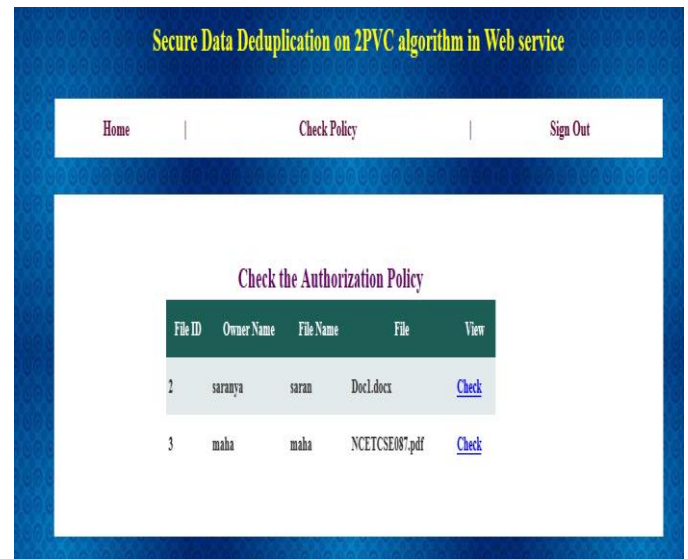 Secure Data Deduplication on 2PVC algorithm in Web service
Home | Check Policy | Sign Out
Check the Authorization Policy
File ID Owner Name File Name File View
2 saranya saran Doc1.docx Check
3 maha maha NCETCSE087.pdf Check